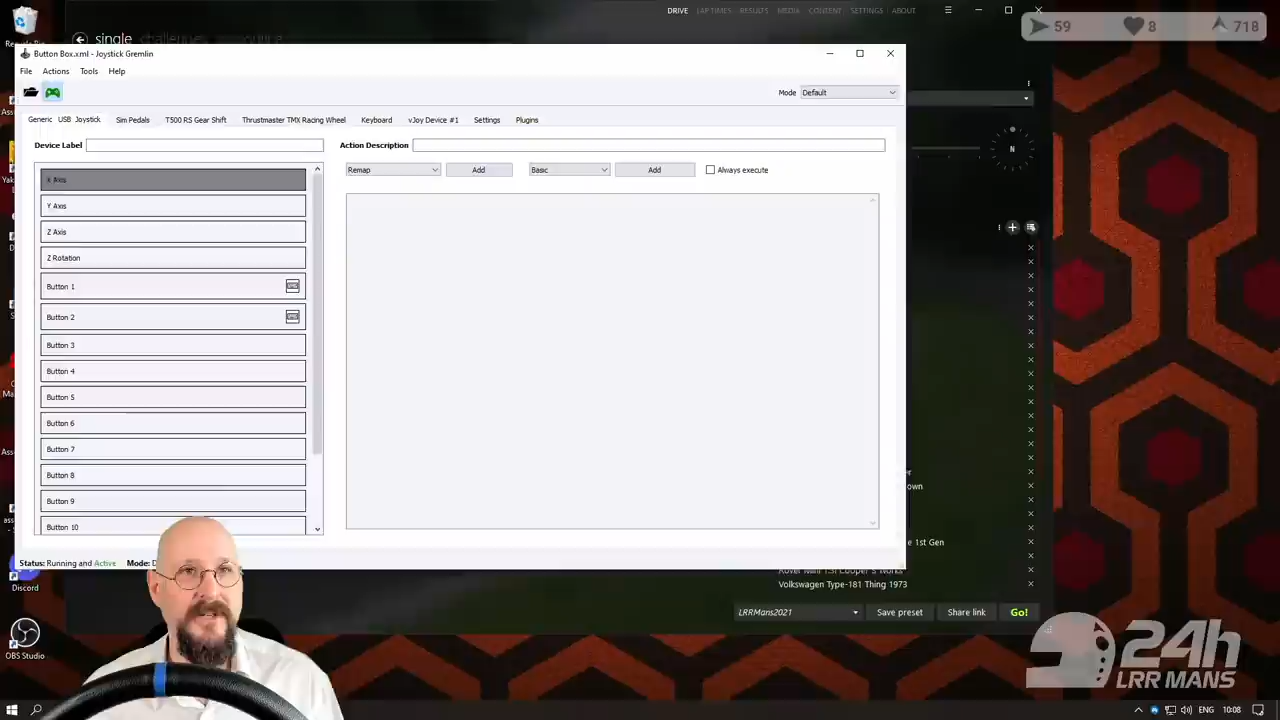 DRIVE LAP TIMES RESULTS MEDIA CONTENT SETTINGS ABOUT
59 8 718
single challenges
Button Box.xml - Joystick Gremlin
File Actions Tools Help
Mode Default
Generic USB Joystick Sim Pedals T500 RS Gear Shift Thrustmaster TMX Racing Wheel Keyboard vJoy Device #1 Settings Plugins
Device Label Action Description
Remap Add Basic Add Always execute
X Axis
Y Axis
Z Axis
Z Rotation
Button 1
Button 2
Button 3
Button 4
Button 5
Button 6
Button 7
Button 8
Button 9
Button 10
N
own
e 1st Gen
Status: Running and Active Mode: D
Volkswagen Type-181 Thing 1973
LRRMans2021 Save preset Share link Go!
Discord
OBS Studio
24h
LRR MANS
ENG 10:08